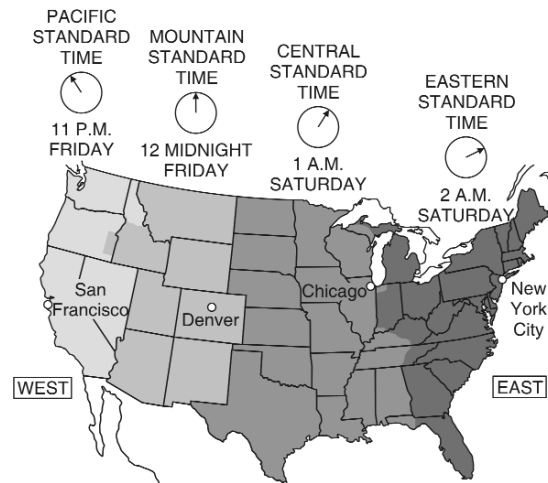 PACIFIC
STANDARD
TIME
11 P.M.
FRIDAY
MOUNTAIN
STANDARD
TIME
12 MIDNIGHT
FRIDAY
CENTRAL
STANDARD
TIME
1 A.M.
SATURDAY
EASTERN
STANDARD
TIME
2 A.M.
SATURDAY
San
Francisco
Denver
Chicago
New
York
City
WEST
EAST